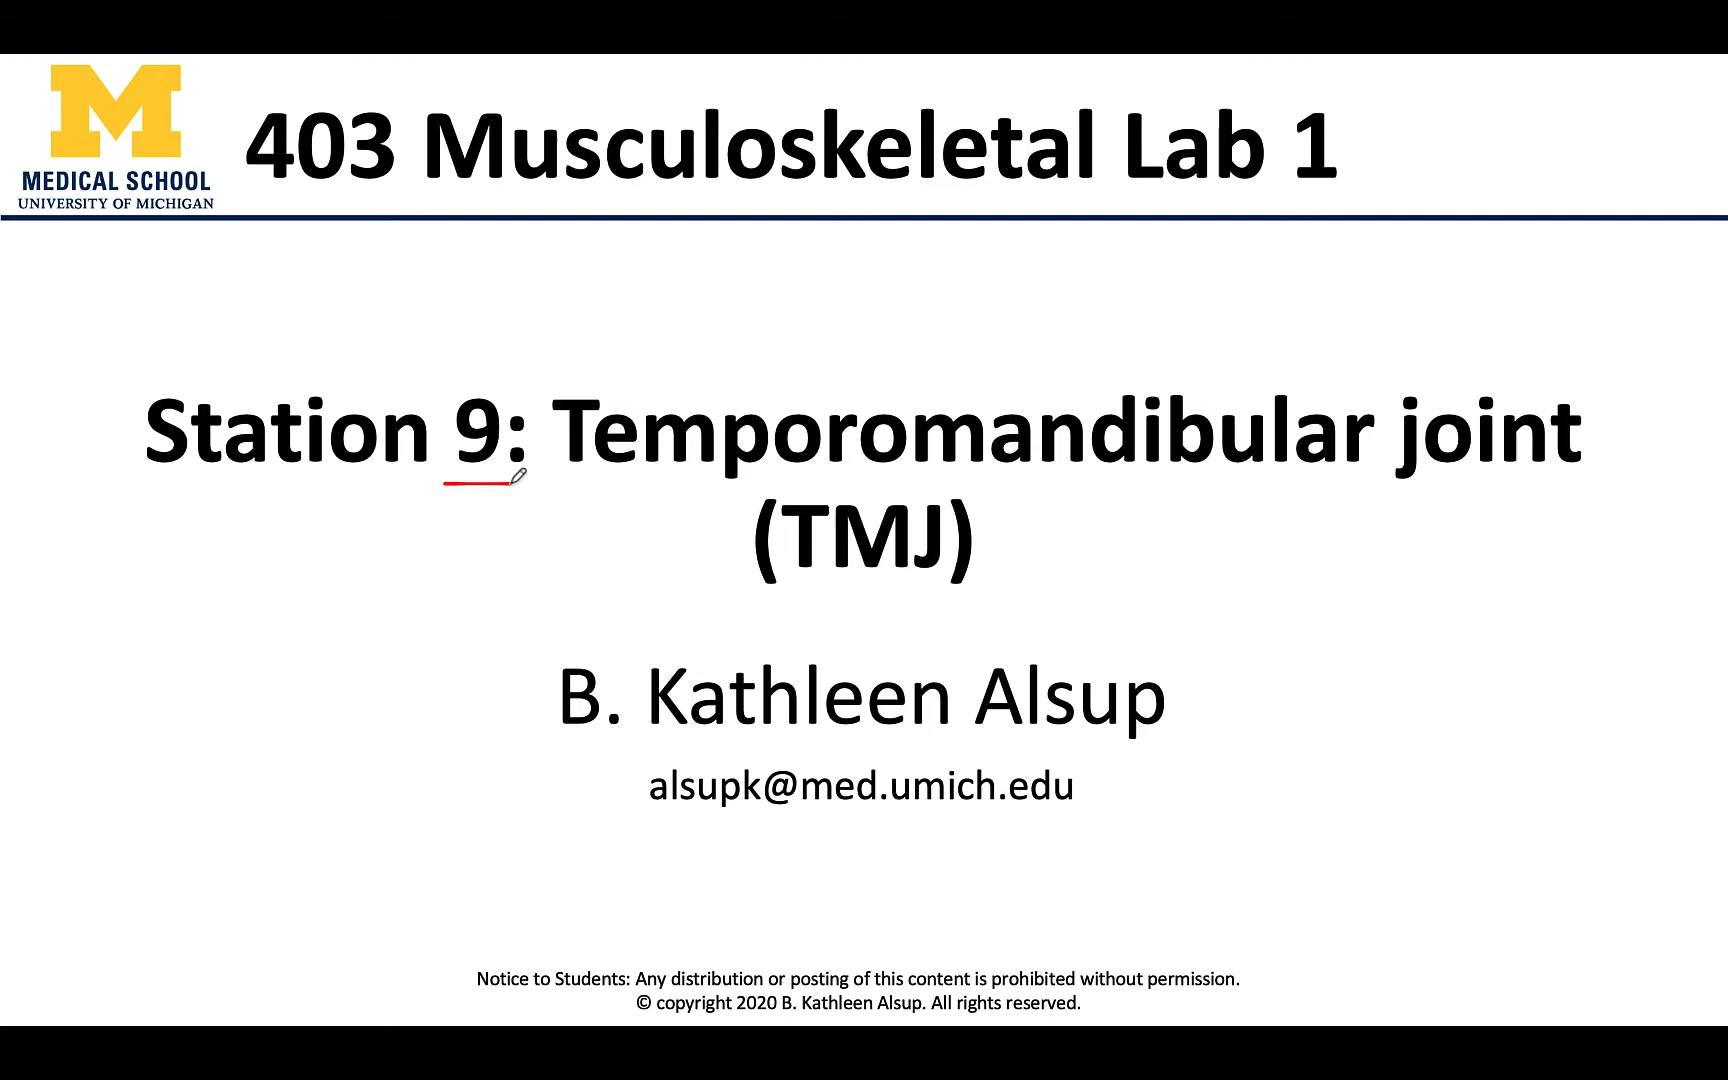 M
MEDICAL SCHOOL
UNIVERSITY OF MICHIGAN
403 Musculoskeletal Lab 1
Station 9: Temporomandibular joint
(TMJ)
B. Kathleen Alsup
alsupk@med.umich.edu
Notice to Students: Any distribution or posting of this content is prohibited without permission.
© copyright 2020 B. Kathleen Alsup. All rights reserved.